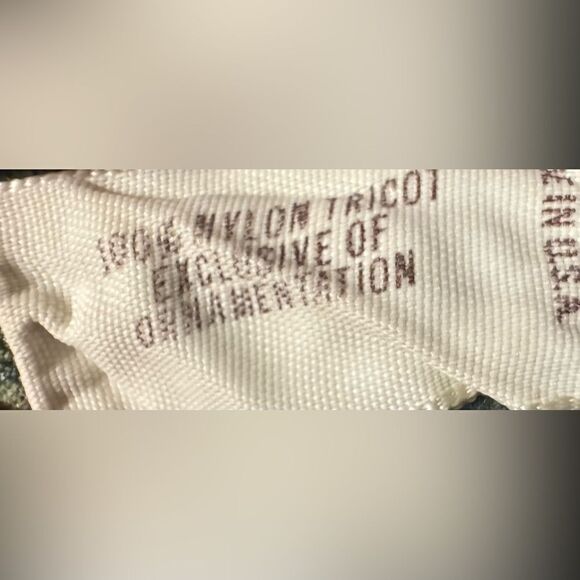 100% NYLON TRICOT
EXCLUSIVE OF
ORNAMENTATION
E IN U.S.A.